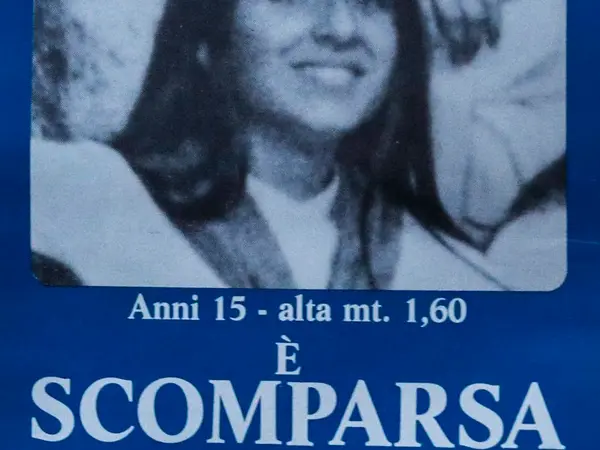 Anni 15 - alta mt. 1,60
È
SCOMPARSA